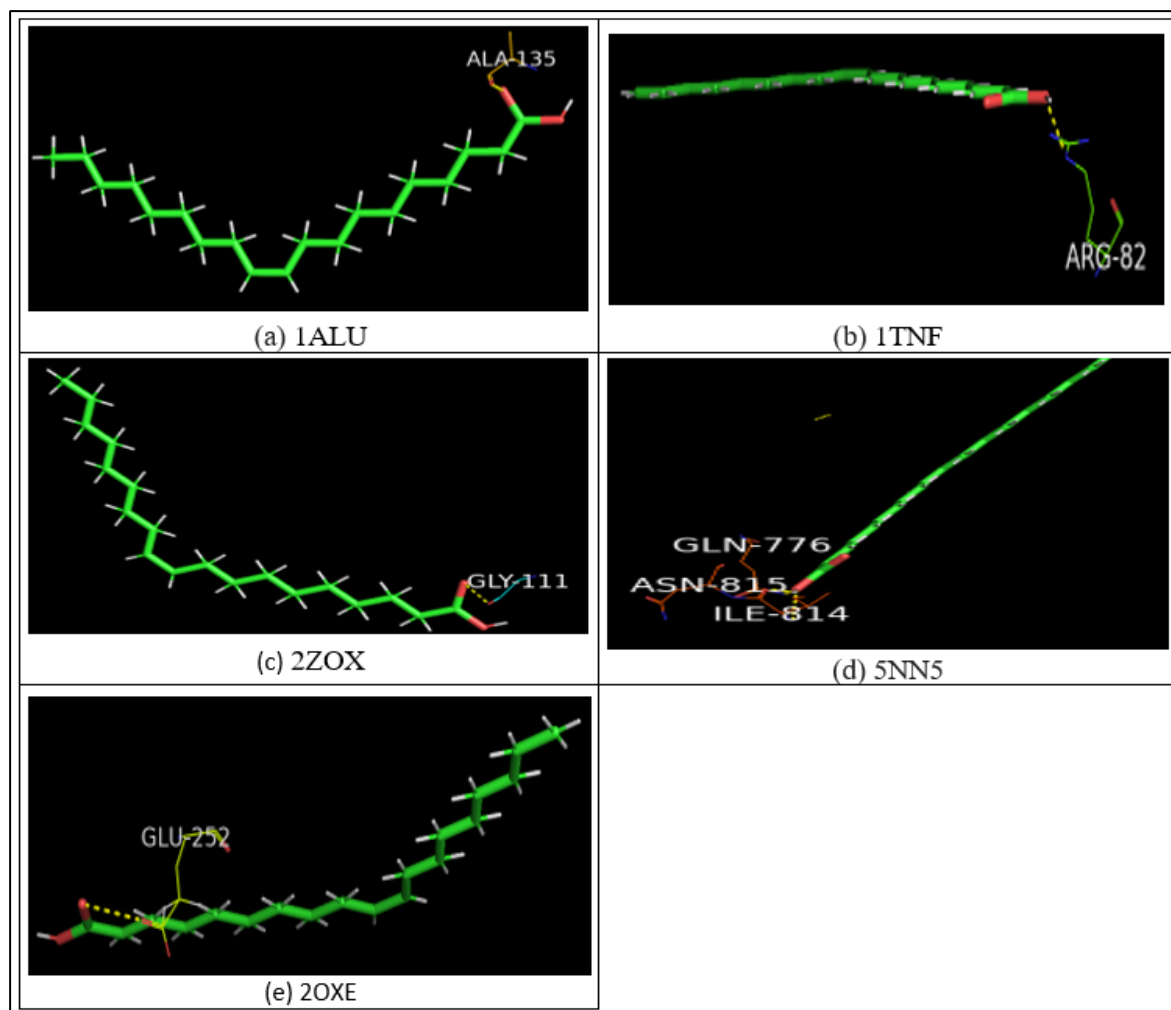 ALA-135
(a) 1ALU
ARG-82
(b) 1TNF
GLY-111
(c) 2ZOX
GLN-776
ASN-815
ILE-814
(d) 5NN5
GLU-252
(e) 2OXE